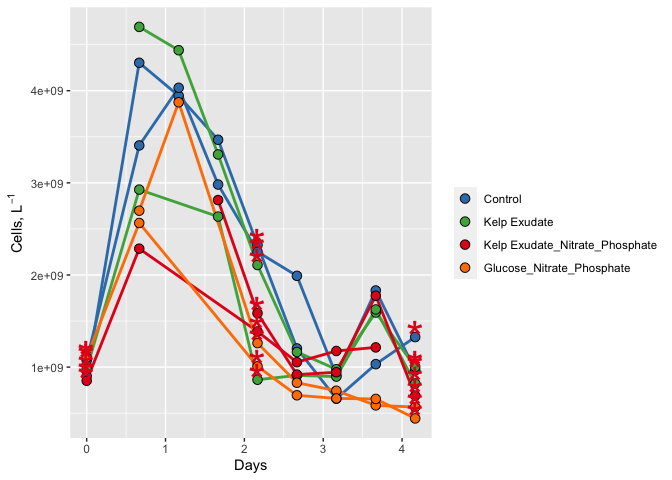 4e+09
3e+09
2e+09
1e+09
Cells, L⁻¹
0 1 2 3 4
Days
Control
Kelp Exudate
Kelp Exudate_Nitrate_Phosphate
Glucose_Nitrate_Phosphate